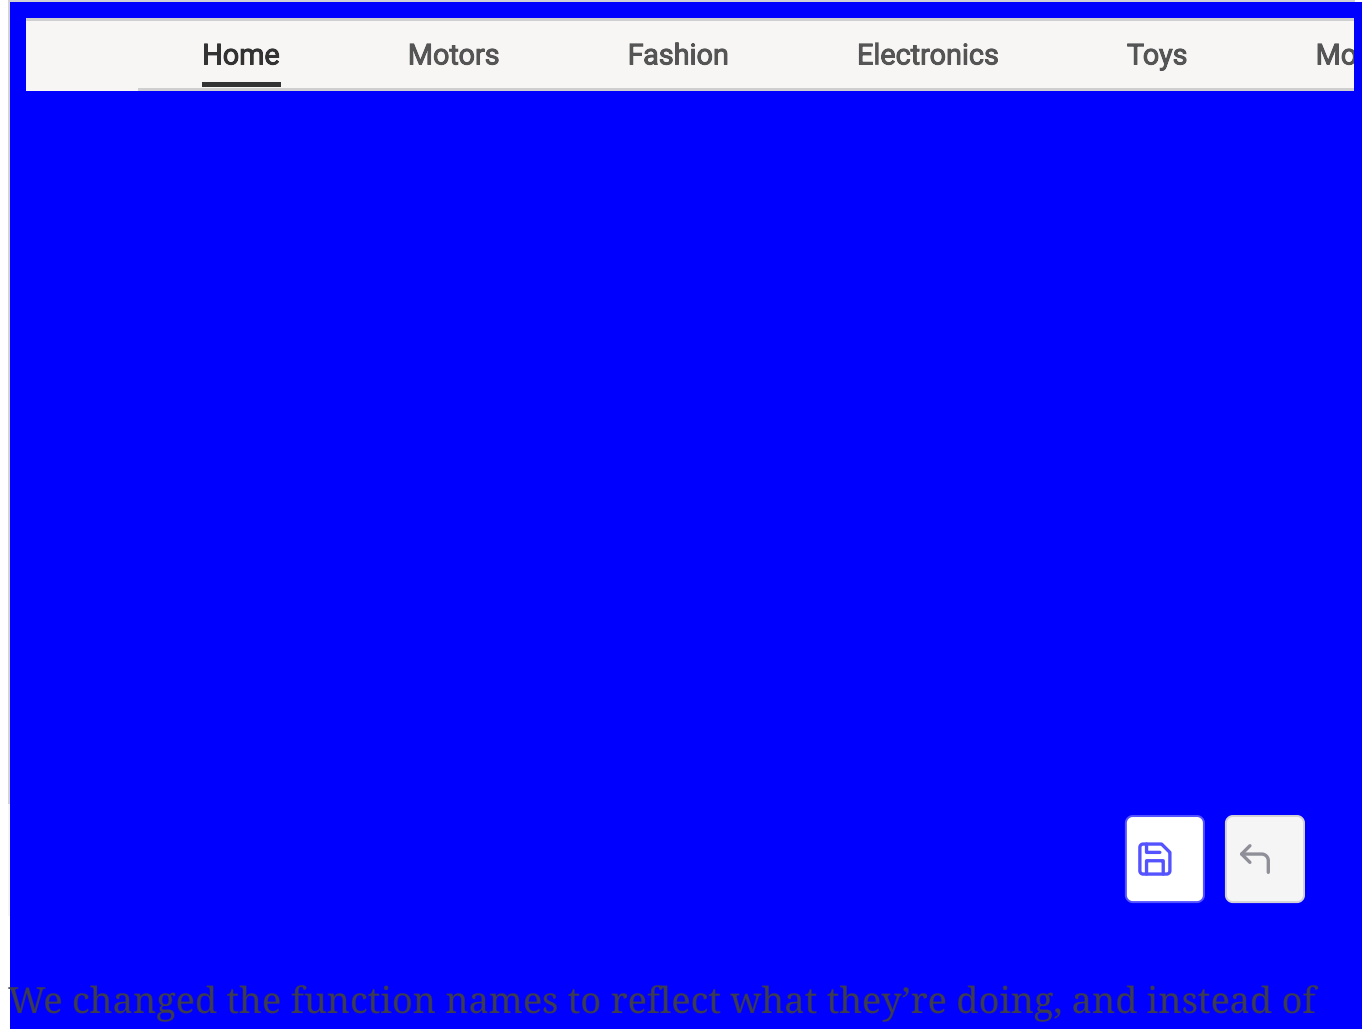 Home Motors Fashion Electronics Toys
We changed the function names to reflect what they’re doing, and instead of